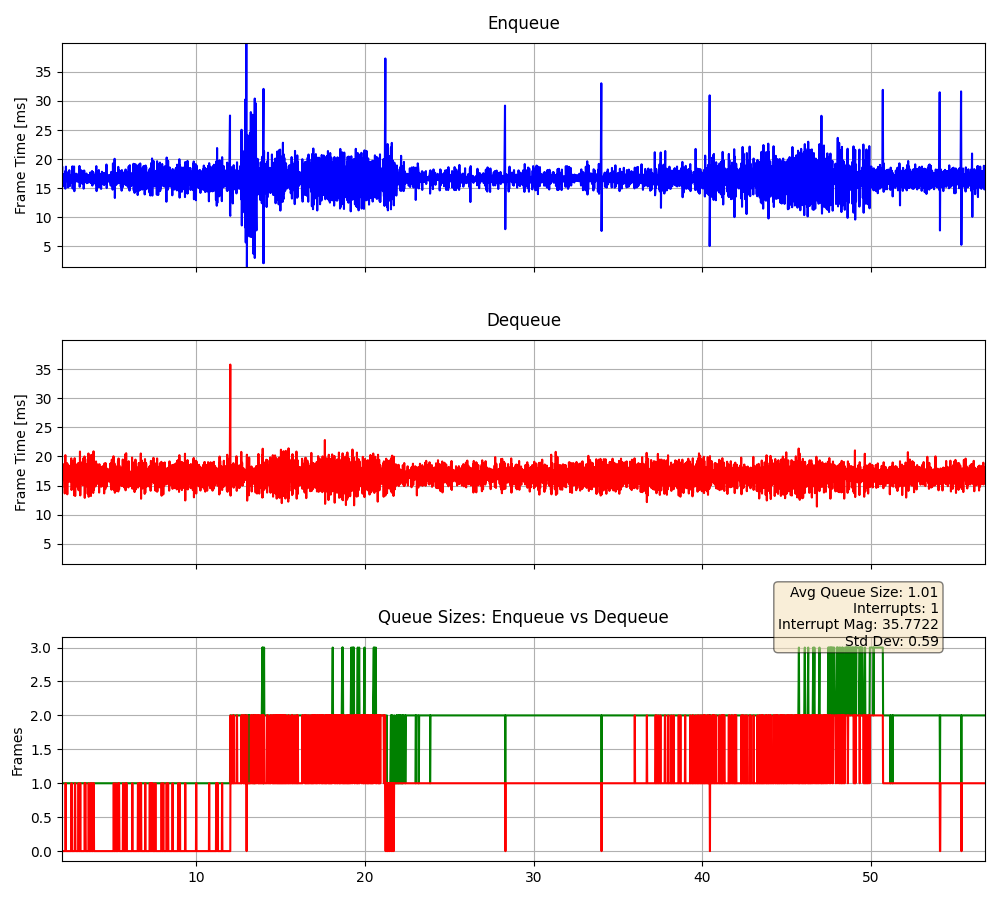 Enqueue
Frame Time [ms]
35
30
25
20
15
10
5
Dequeue
Frame Time [ms]
35
30
25
20
15
10
5
Avg Queue Size: 1.01
Interrupts: 1
Interrupt Mag: 35.7722
Std Dev: 0.59
Queue Sizes: Enqueue vs Dequeue
Frames
3.0
2.5
2.0
1.5
1.0
0.5
0.0
10 20 30 40 50